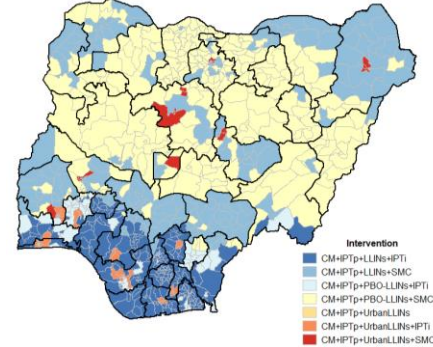 Intervention
CM+IPTp+LLINs+IPTi
CM+IPTp+LLINs+SMC
CM+IPTp+PBO-LLINs+IPTi
CM+IPTp+PBO-LLINs+SMC
CM+IPTp+UrbanLLINs
CM+IPTp+UrbanLLINs+IPTi
CM+IPTp+UrbanLLINs+SMC